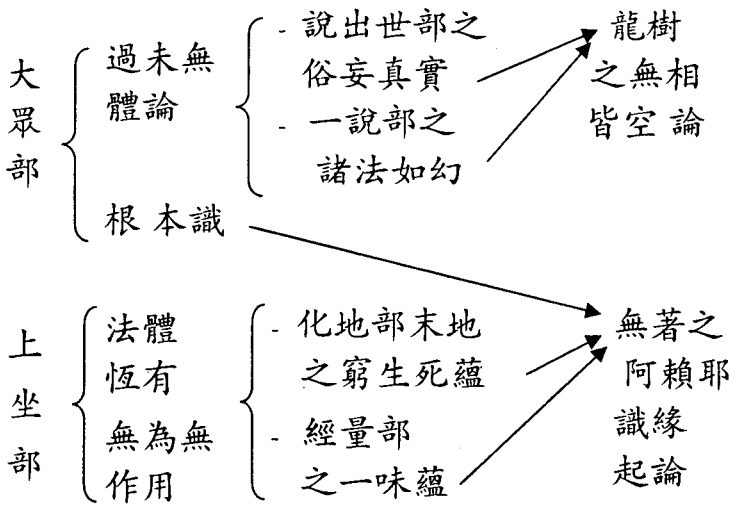 大眾部
過未無
體論
- 說出世部之
俗妄真實
- 一說部之
諸法如幻
龍樹
之無相
皆空論
根本識
上坐部
法體
恆有
無為無
作用
- 化地部末地
之窮生死蘊
- 經量部
之一味蘊
無著之
阿賴耶
識緣
起論